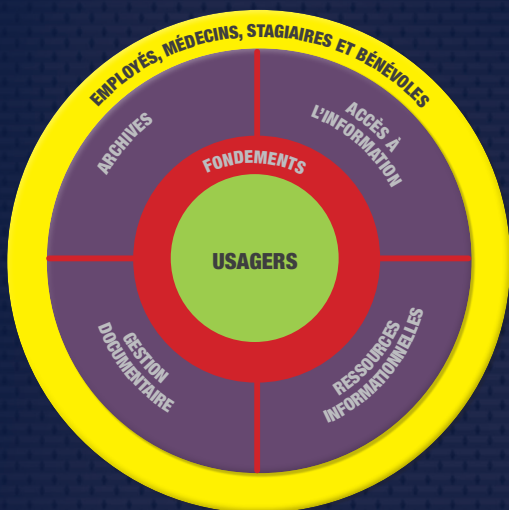 EMPLOYÉS, MÉDECINS, STAGIAIRES ET BÉNÉVOLES
ARCHIVES
ACCÈS À
L'INFORMATION
FONDEMENTS
USAGERS
GESTION
DOCUMENTAIRE
RESSOURCES
INFORMATIONNELLES